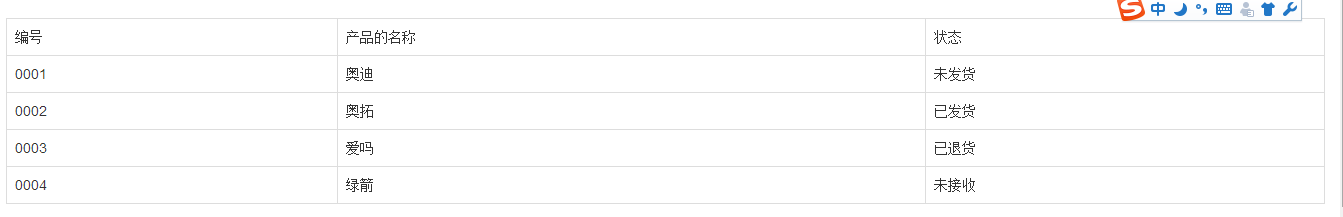 S 中
编号 产品的名称 状态
0001 奥迪 未发货
0002 奥拓 已发货
0003 爱吗 已退货
0004 绿箭 未接收